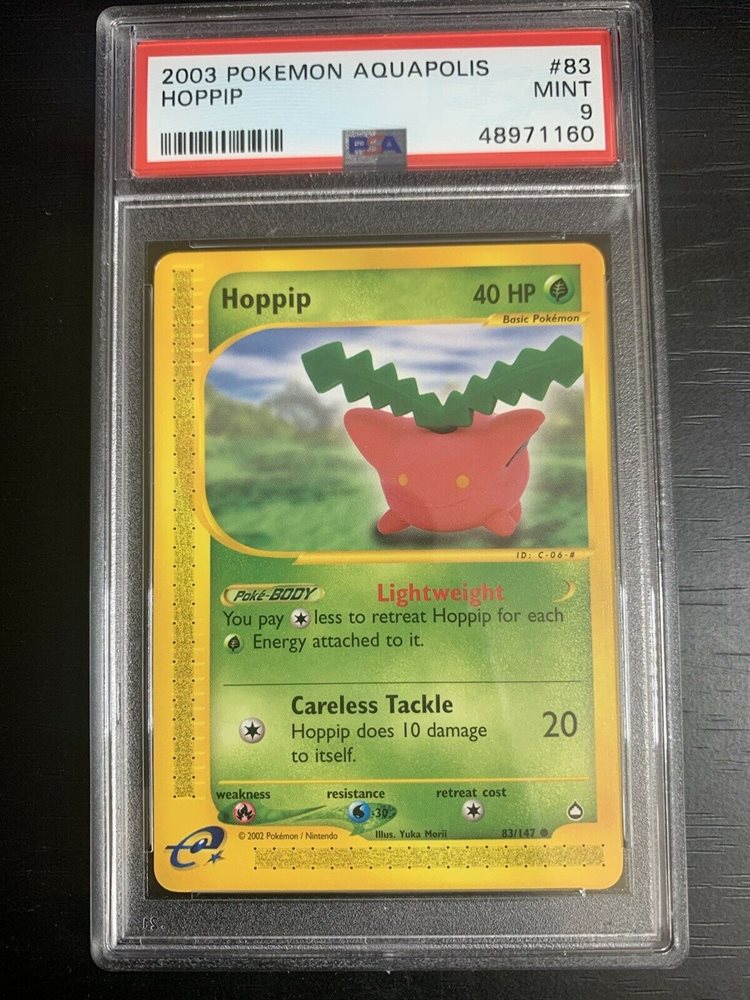 2003 POKEMON AQUAPOLIS #83
HOPPIP MINT
9
PSA 48971160
Hoppip 40 HP
Basic Pokémon
ID: C-06-#
Poké-BODY Lightweight
You pay less to retreat Hoppip for each
Energy attached to it.
Careless Tackle
Hoppip does 10 damage 20
to itself.
weakness resistance retreat cost
-30
© 2002 Pokémon / Nintendo Illus. Yuka Morii 83/147
e